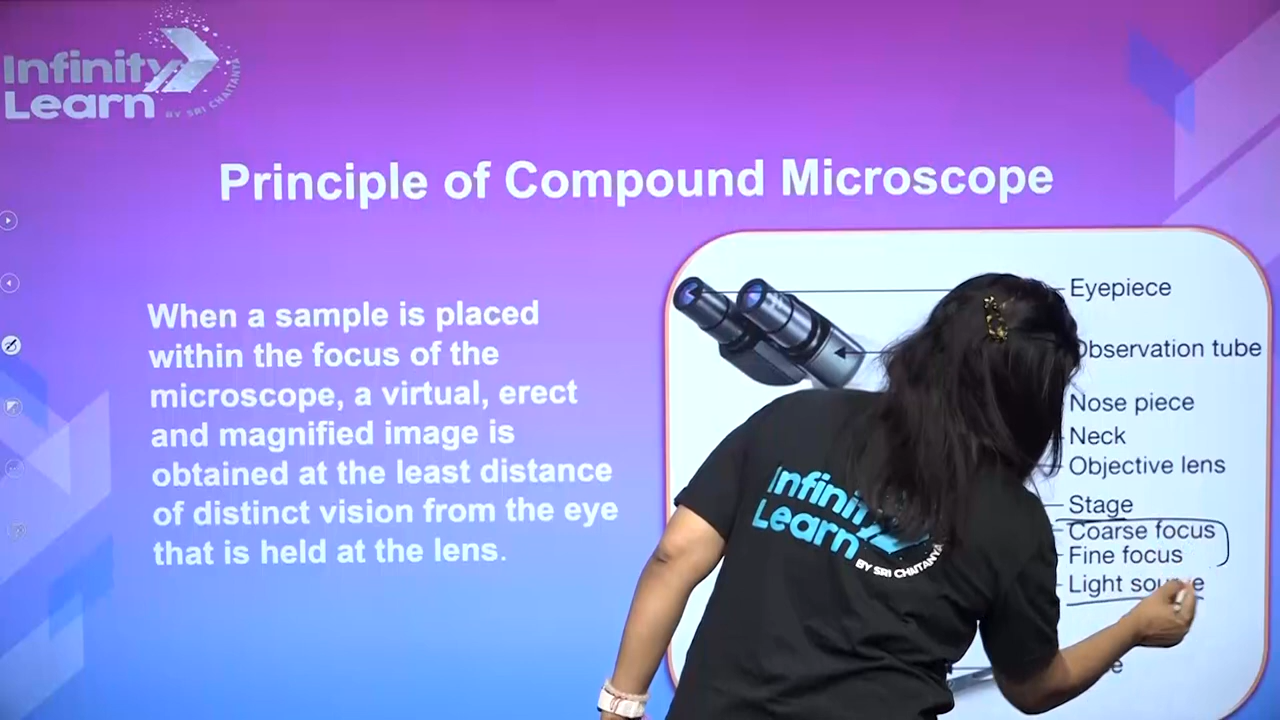 Infinity
Learn
BY SRI CHAITANYA
Principle of Compound Microscope
When a sample is placed
within the focus of the
microscope, a virtual, erect
and magnified image is
obtained at the least distance
of distinct vision from the eye
that is held at the lens.
Eyepiece
Observation tube
Nose piece
Neck
Objective lens
Stage
Coarse focus
Fine focus
Light source
Infinity
Learn
BY SRI CHAITANYA